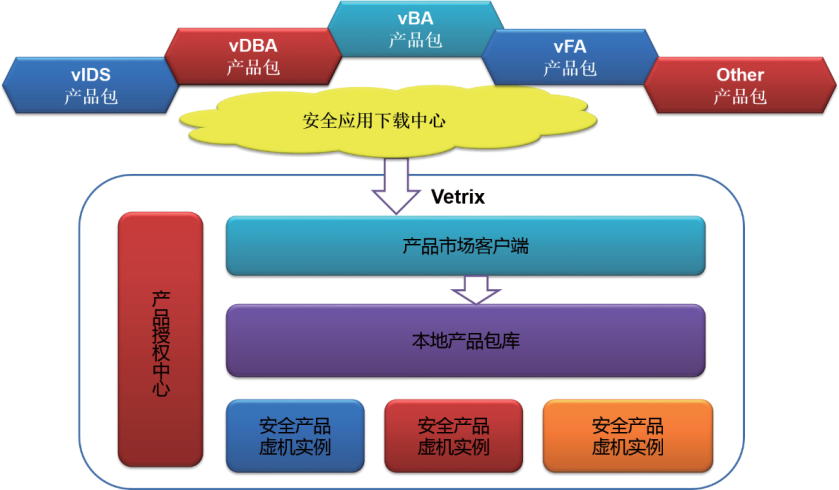 vIDS
产品包
vDBA
产品包
vBA
产品包
vFA
产品包
Other
产品包
安全应用下载中心
Vetrix
产品授权中心
产品市场客户端
本地产品包库
安全产品
虚机实例
安全产品
虚机实例
安全产品
虚机实例